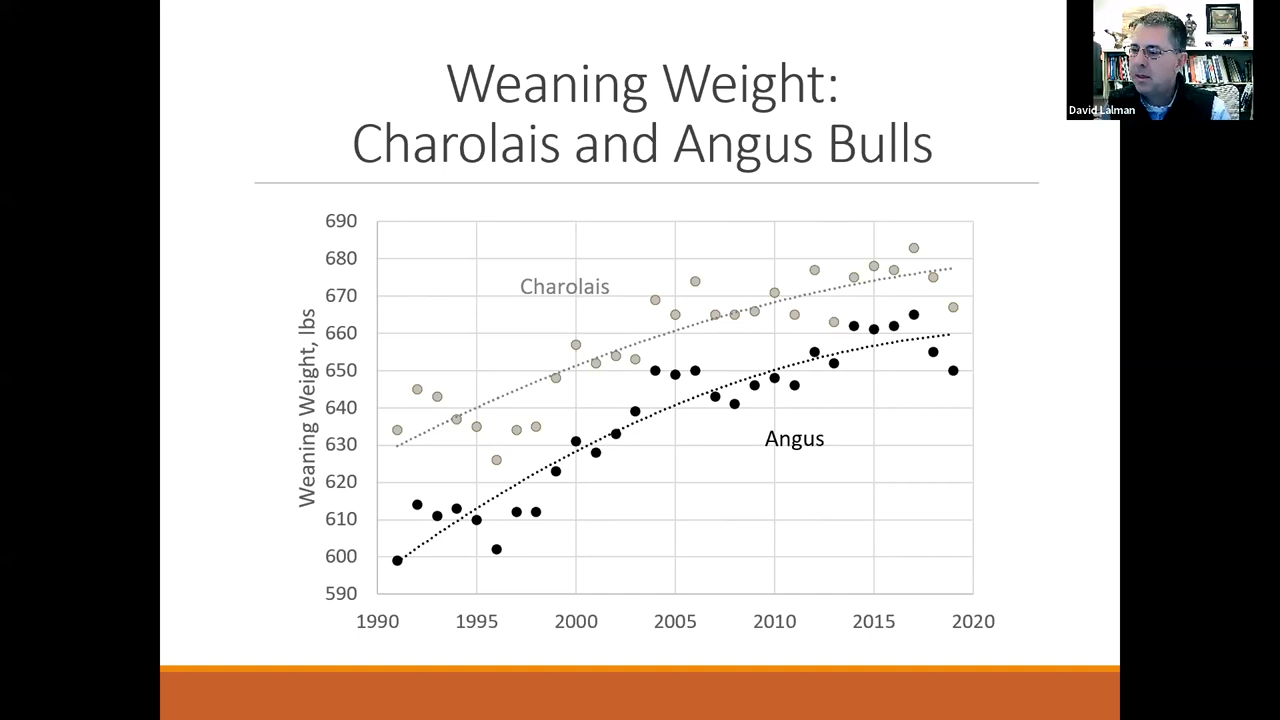 Weaning Weight:
Charolais and Angus Bulls
David Lalman
690
680
670
660
650
640
630
620
610
600
590
Weaning Weight, lbs
Charolais
Angus
1990 1995 2000 2005 2010 2015 2020